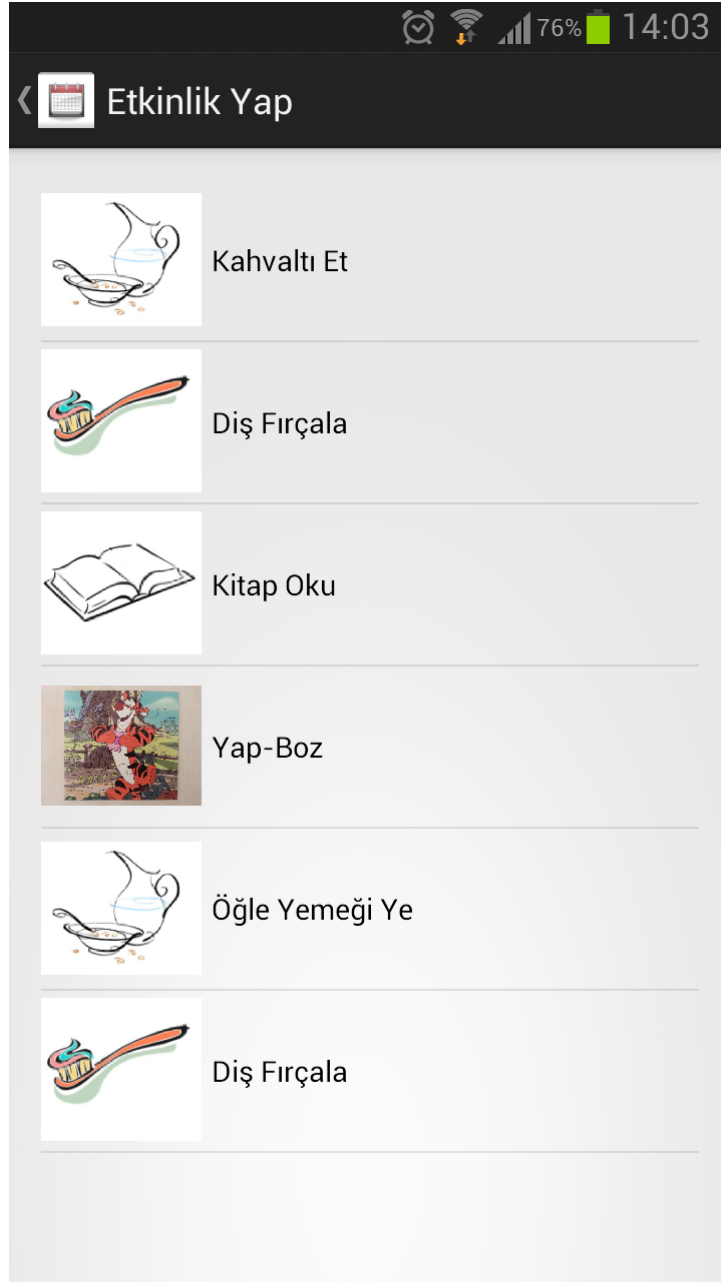 76% 14:03
Etkinlik Yap
Kahvaltı Et
Diş Fırçala
Kitap Oku
Yap-Boz
Öğle Yemeği Ye
Diş Fırçala